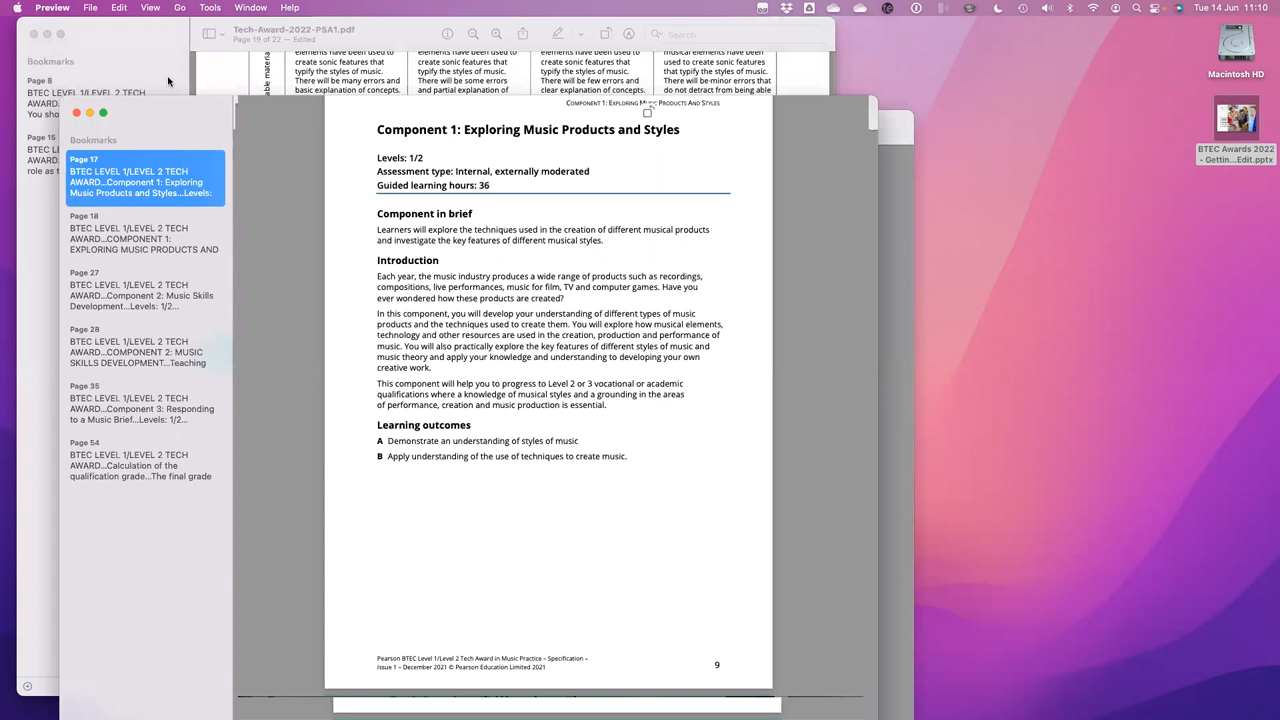 Preview File Edit View Go Tools Window Help
Tue 14 Jun 11:10
Tech-Award-2022-PSA1.pdf
Page 19 of 22 — Edited
Search
Bookmarks
Page 8
BTEC LEVEL 1/LEVEL 2 TECH
AWARD
You sho
Page 15
BTEC L
AWARD.
role as t
able materia
elements have been used to
create sonic features that
typify the styles of music.
There will be many errors and
basic explanation of concepts.
elements have been used to
create sonic features that
typify the styles of music.
There will be some errors
and partial explanation of
elements have been used to
create sonic features that
typify the styles of music.
There will be few errors
and clear explanation of
musical elements have been
used to create sonic features
that typify the styles of music.
There will be minor errors that
do not detract from being able
Bookmarks
Page 17
BTEC LEVEL 1/LEVEL 2 TECH
AWARD...Component 1: Exploring
Music Products and Styles...Levels:
Page 18
BTEC LEVEL 1/LEVEL 2 TECH
AWARD...COMPONENT 1:
EXPLORING MUSIC PRODUCTS AND
Page 27
BTEC LEVEL 1/LEVEL 2 TECH
AWARD...Component 2: Music Skills
Development...Levels: 1/2...
Page 28
BTEC LEVEL 1/LEVEL 2 TECH
AWARD...COMPONENT 2: MUSIC
SKILLS DEVELOPMENT...Teaching
Page 35
BTEC LEVEL 1/LEVEL 2 TECH
AWARD...Component 3: Responding
to a Music Brief...Levels: 1/2...
Page 54
BTEC LEVEL 1/LEVEL 2 TECH
AWARD...Calculation of the
qualification grade...The final grade
COMPONENT 1: EXPLORING MUSIC PRODUCTS AND STYLES
Component 1: Exploring Music Products and Styles
Levels: 1/2
Assessment type: Internal, externally moderated
Guided learning hours: 36
Component in brief
Learners will explore the techniques used in the creation of different musical products
and investigate the key features of different musical styles.
Introduction
Each year, the music industry produces a wide range of products such as recordings,
compositions, live performances, music for film, TV and computer games. Have you
ever wondered how these products are created?
In this component, you will develop your understanding of different types of music
products and the techniques used to create them. You will explore how musical elements,
technology and other resources are used in the creation, production and performance of
music. You will also practically explore the key features of different styles of music and
music theory and apply your knowledge and understanding to developing your own
creative work.
This component will help you to progress to Level 2 or 3 vocational or academic
qualifications where a knowledge of musical styles and a grounding in the areas
of performance, creation and music production is essential.
Learning outcomes
A Demonstrate an understanding of styles of music
B Apply understanding of the use of techniques to create music.
Pearson BTEC Level 1/Level 2 Tech Award in Music Practice – Specification –
Issue 1 – December 2021 © Pearson Education Limited 2021
9
Macintosh HD
BTEC Awards 2022
- Gettin...Edit.pptx